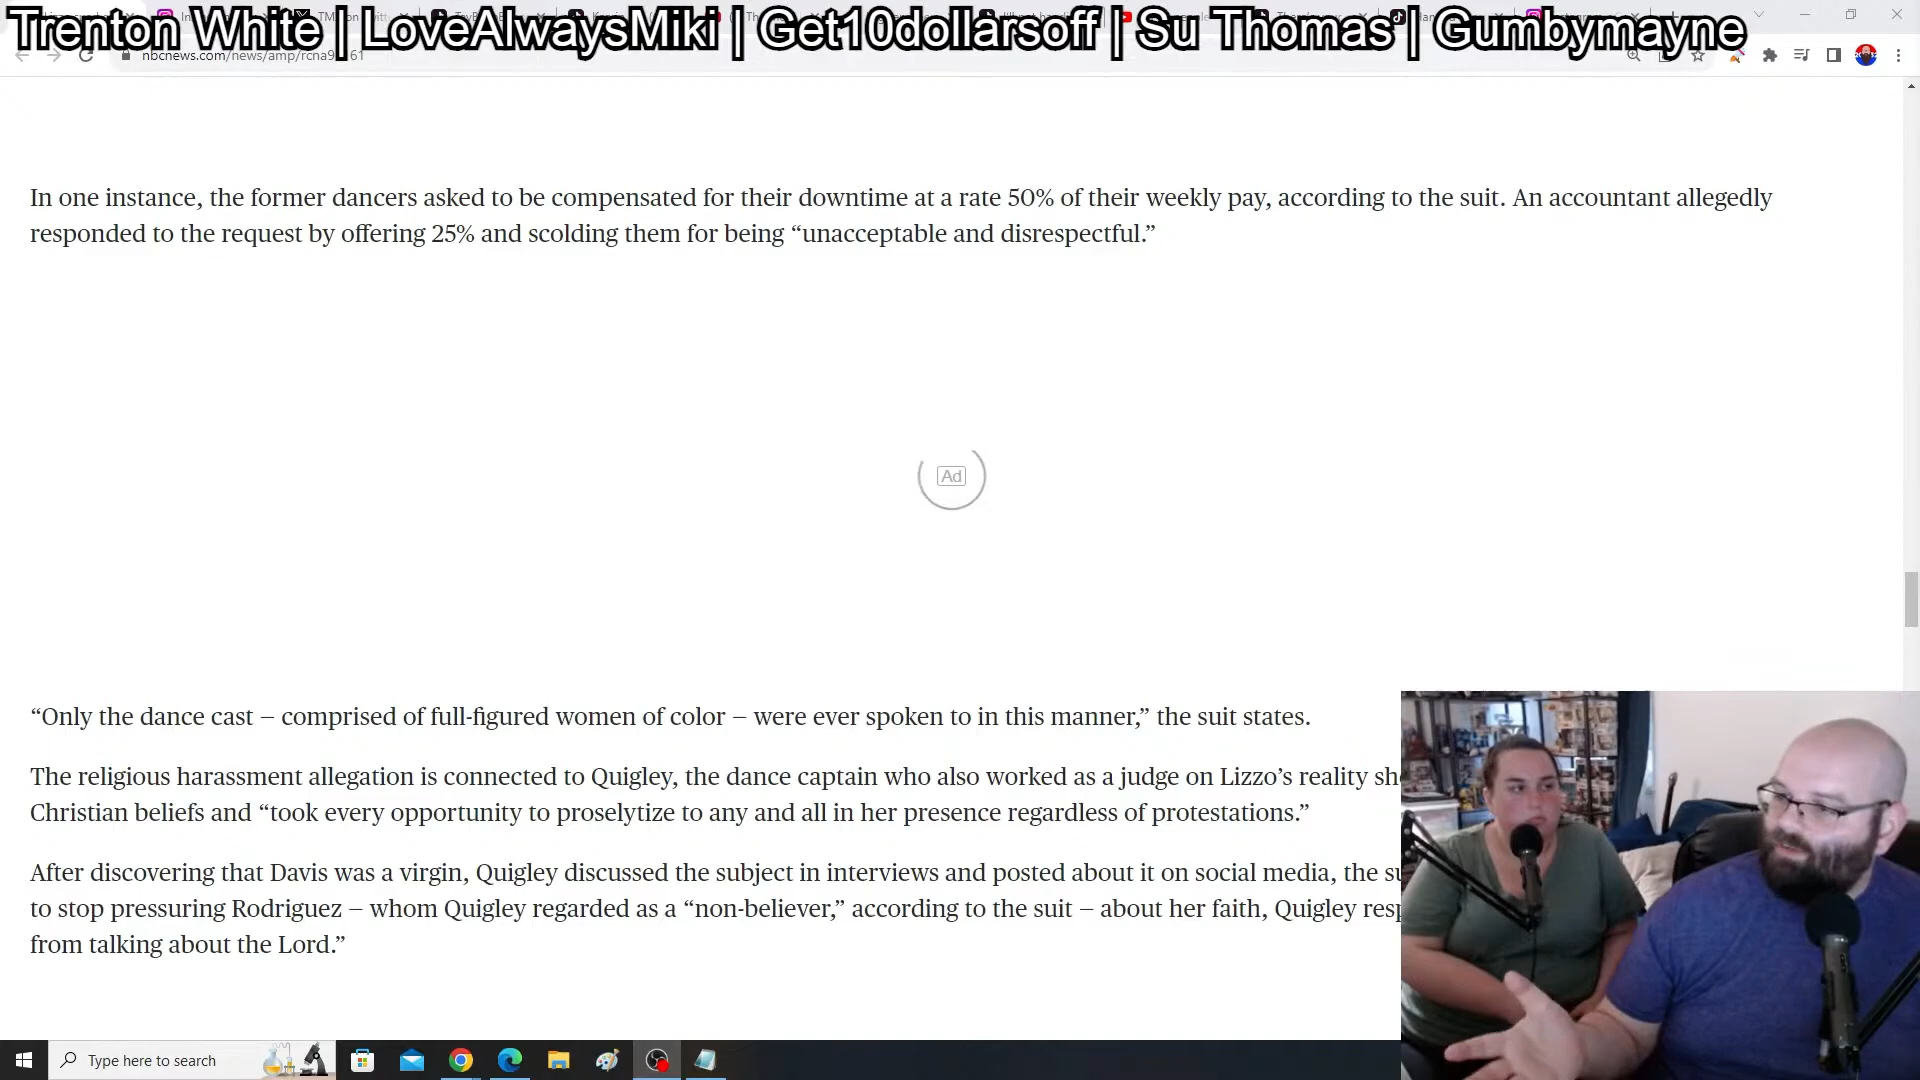 Trenton White | LoveAlwaysMiki | Get10dollarsoff | Su Thomas | Gumbymayne
nbcnews.com/news/amp/rcna9 61
In one instance, the former dancers asked to be compensated for their downtime at a rate 50% of their weekly pay, according to the suit. An accountant allegedly
responded to the request by offering 25% and scolding them for being “unacceptable and disrespectful.”
Ad
“Only the dance cast – comprised of full-figured women of color – were ever spoken to in this manner,” the suit states.
The religious harassment allegation is connected to Quigley, the dance captain who also worked as a judge on Lizzo’s reality sh
Christian beliefs and “took every opportunity to proselytize to any and all in her presence regardless of protestations.”
After discovering that Davis was a virgin, Quigley discussed the subject in interviews and posted about it on social media, the su
to stop pressuring Rodriguez – whom Quigley regarded as a “non-believer,” according to the suit – about her faith, Quigley resp
from talking about the Lord.”
Type here to search